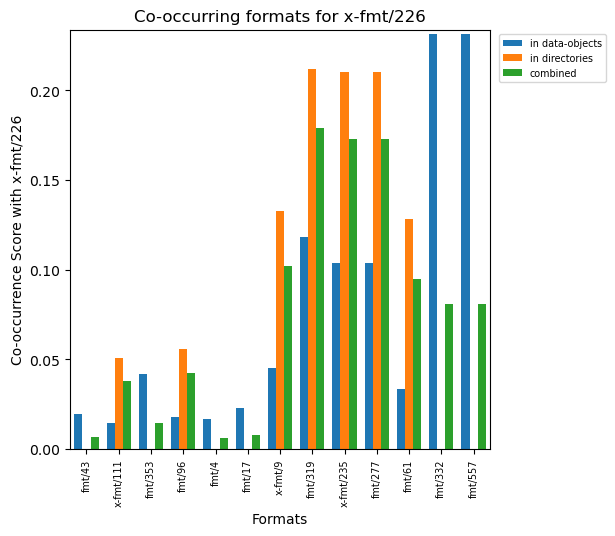 Co-occurring formats for x-fmt/226
in data-objects
in directories
combined
Co-occurrence Score with x-fmt/226
0.20
0.15
0.10
0.05
0.00
fmt/43
x-fmt/111
fmt/353
fmt/96
fmt/4
fmt/17
x-fmt/9
fmt/319
x-fmt/235
fmt/277
fmt/61
fmt/332
fmt/557
Formats